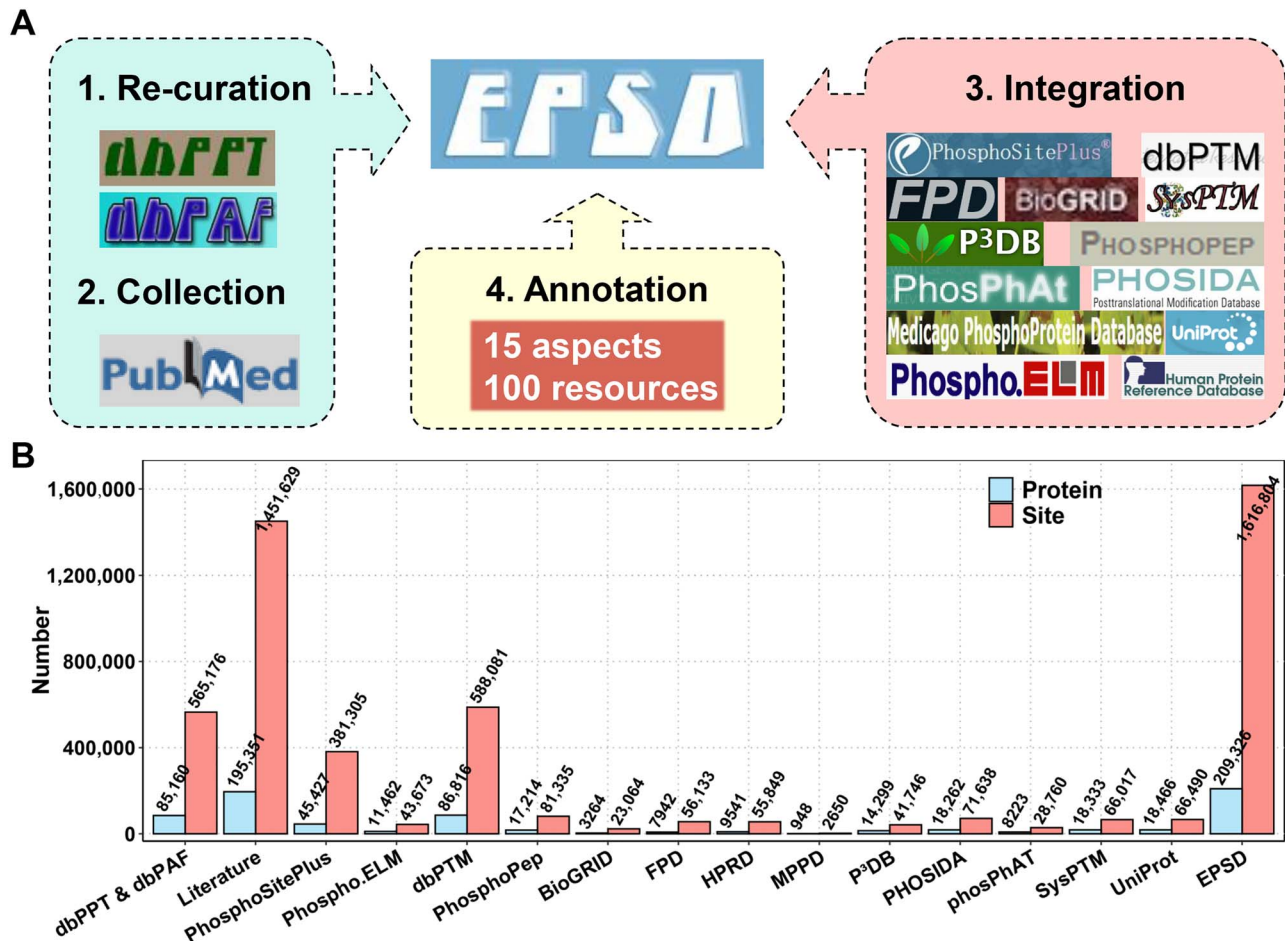 A
1. Re-curation
dbPPT
dbPAF
2. Collection
PubMed
EPSD
4. Annotation
15 aspects
100 resources
3. Integration
PhosphoSitePlus®
dbPTM
FPD
BioGRID
SysPTM
P³DB
PHOSPHOPEP
PhosPhAt
PHOSIDA
Posttranslational Modification Database
Medicago PhosphoProtein Database
UniProt
Phospho.ELM
Human Protein
Reference Database
B
Number
1,600,000
1,200,000
800,000
400,000
0
Protein
Site
85,160
565,176
195,351
1,451,629
45,427
381,305
11,462
43,673
86,816
588,081
17,214
81,335
3264
23,064
7942
56,133
9541
55,849
948
2650
14,299
41,746
18,262
71,638
8223
28,760
18,333
66,017
18,466
66,490
209,326
1,616,804
dbPPT & dbPAF
Literature
PhosphoSitePlus
Phospho.ELM
dbPTM
PhosphoPep
BioGRID
FPD
HPRD
MPPD
P³DB
PHOSIDA
phosPhAT
SysPTM
UniProt
EPSD